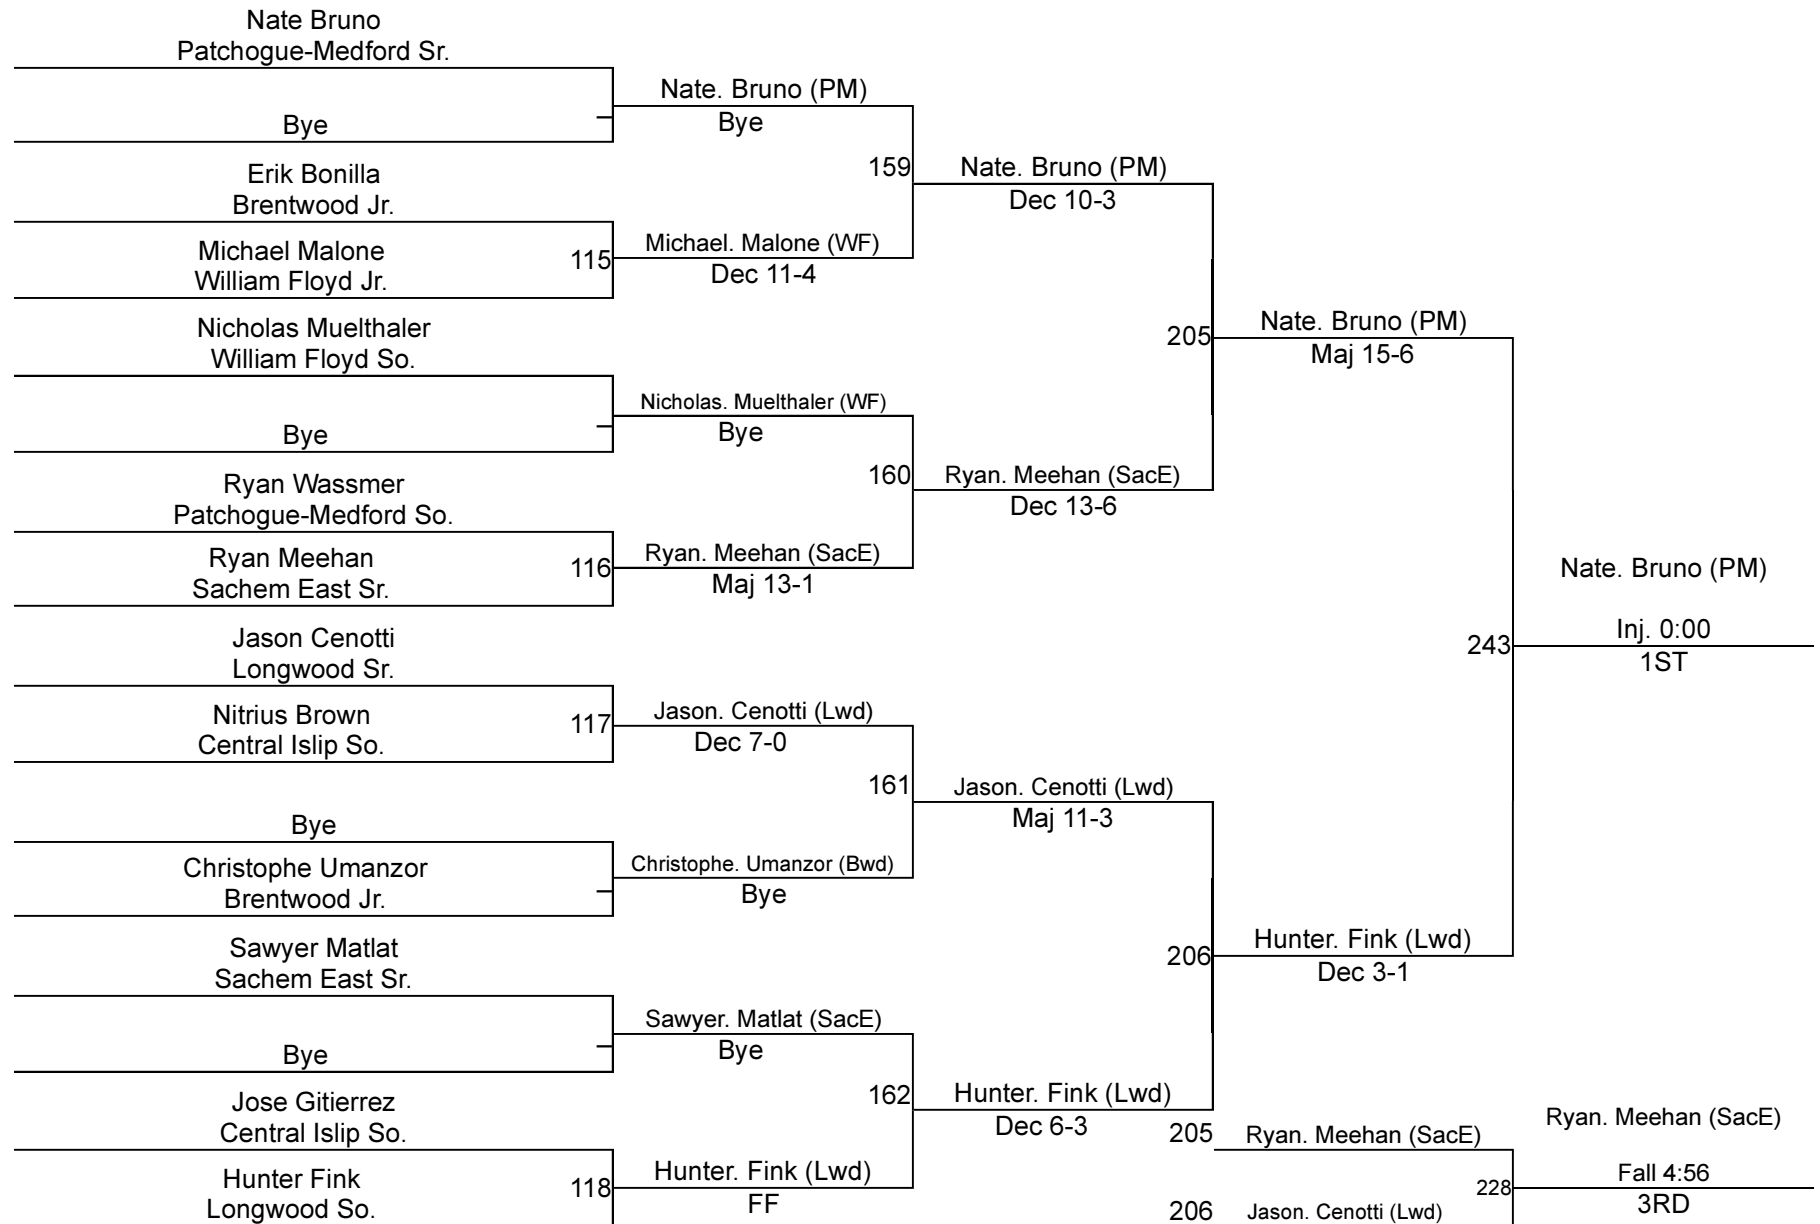 Nate Bruno
Patchogue-Medford Sr.
Bye
Nate. Bruno (PM)
Bye
Erik Bonilla
Brentwood Jr.
Michael Malone
William Floyd Jr.
115
Michael. Malone (WF)
Dec 11-4
159
Nate. Bruno (PM)
Dec 10-3
Nicholas Muelthaler
William Floyd So.
Bye
Nicholas. Muelthaler (WF)
Bye
Ryan Wassmer
Patchogue-Medford So.
Ryan Meehan
Sachem East Sr.
116
Ryan. Meehan (SacE)
Maj 13-1
160
Ryan. Meehan (SacE)
Dec 13-6
205
Nate. Bruno (PM)
Maj 15-6
Jason Cenotti
Longwood Sr.
Nitrius Brown
Central Islip So.
117
Jason. Cenotti (Lwd)
Dec 7-0
Bye
Christophe Umanzor
Brentwood Jr.
Christophe. Umanzor (Bwd)
Bye
161
Jason. Cenotti (Lwd)
Maj 11-3
Sawyer Matlat
Sachem East Sr.
Bye
Sawyer. Matlat (SacE)
Bye
Jose Gitierrez
Central Islip So.
Hunter Fink
Longwood So.
118
Hunter. Fink (Lwd)
FF
162
Hunter. Fink (Lwd)
Dec 6-3
206
Hunter. Fink (Lwd)
Dec 3-1
243
Nate. Bruno (PM)
Inj. 0:00
1ST
205
Ryan. Meehan (SacE)
206
Jason. Cenotti (Lwd)
228
Ryan. Meehan (SacE)
Fall 4:56
3RD